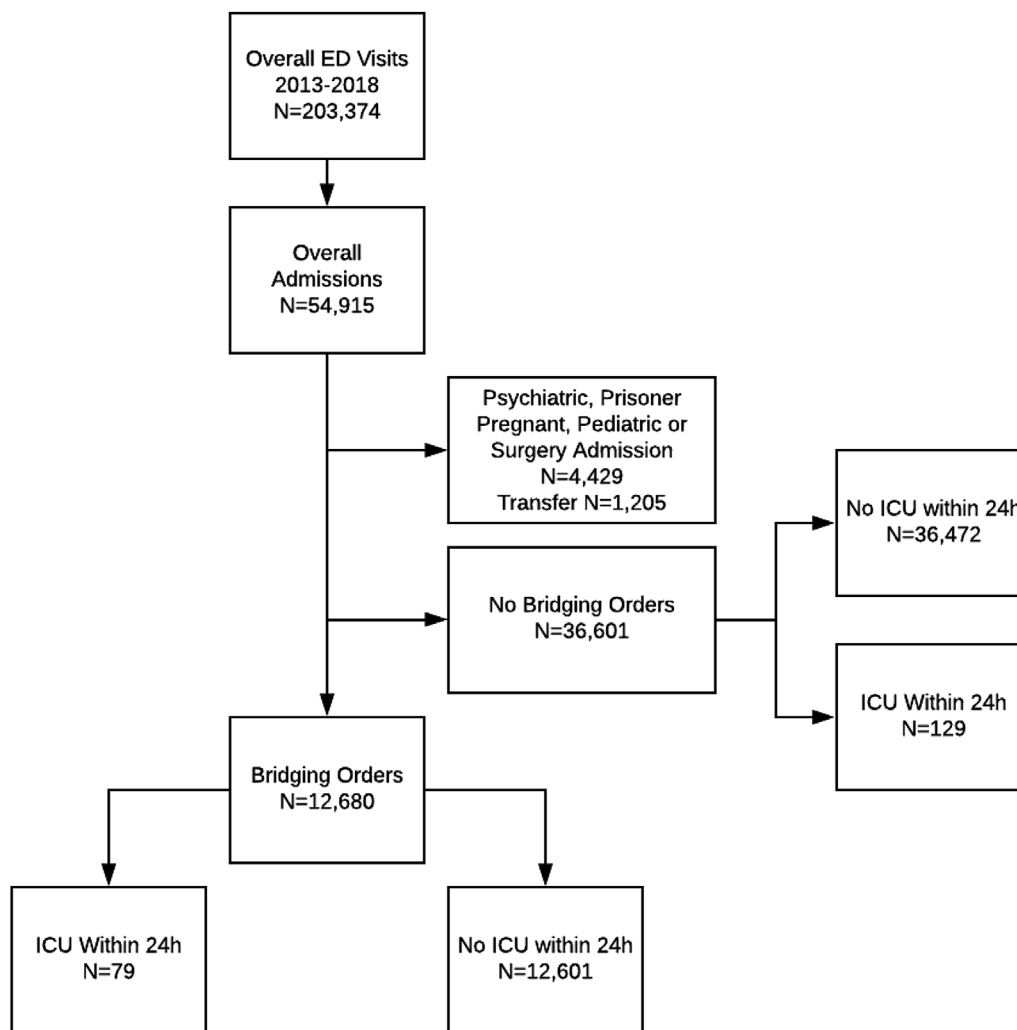 Overall ED Visits
2013-2018
N=203,374
Overall
Admissions
N=54,915
Psychiatric, Prisoner
Pregnant, Pediatric or
Surgery Admission
N=4,429
Transfer N=1,205
No ICU within 24h
N=36,472
No Bridging Orders
N=36,601
ICU Within 24h
N=129
Bridging Orders
N=12,680
ICU Within 24h
N=79
No ICU within 24h
N=12,601